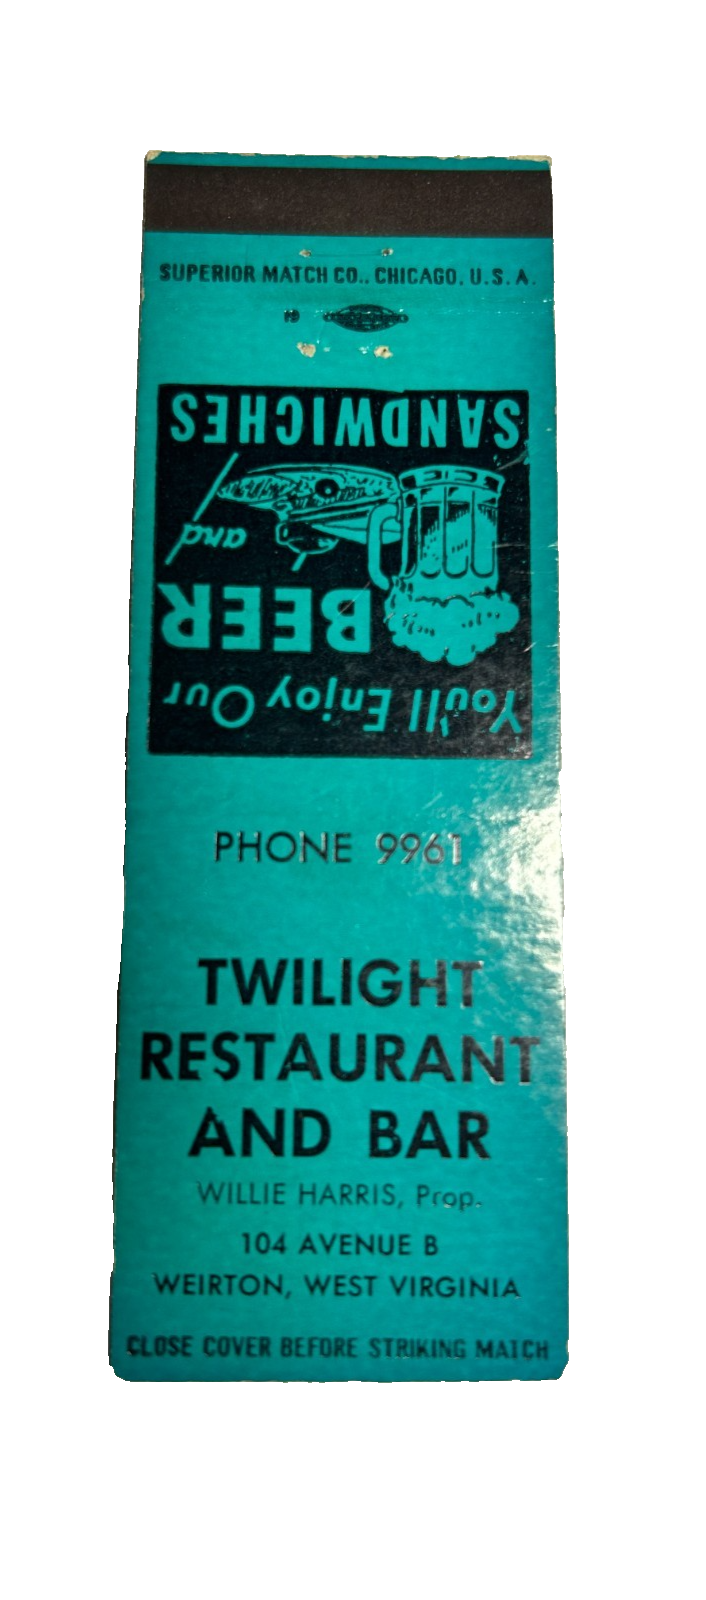 SUPERIOR MATCH CO., CHICAGO, U.S.A.
You'll Enjoy Our
BEER
and
SANDWICHES
PHONE 9961
TWILIGHT
RESTAURANT
AND BAR
WILLIE HARRIS, Prop.
104 AVENUE B
WEIRTON, WEST VIRGINIA
CLOSE COVER BEFORE STRIKING MATCH